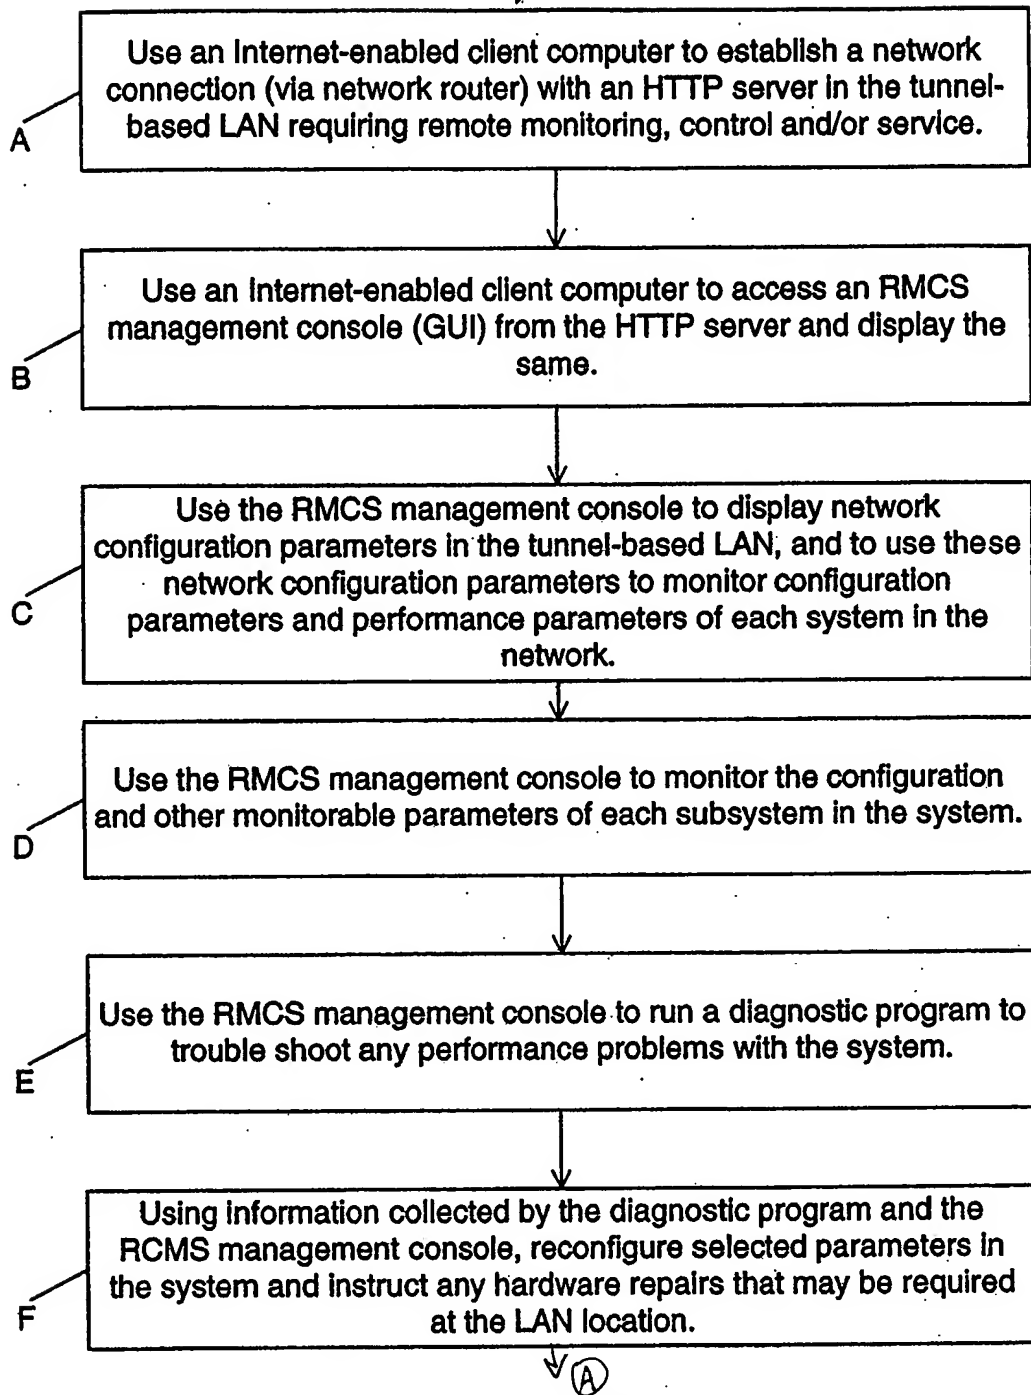 Use an Internet-enabled client computer to establish a network
connection (via network router) with an HTTP server in the tunnel-
based LAN requiring remote monitoring, control and/or service.
A
Use an Internet-enabled client computer to access an RMCS
management console (GUI) from the HTTP server and display the
same.
B
Use the RMCS management console to display network
configuration parameters in the tunnel-based LAN, and to use these
network configuration parameters to monitor configuration
parameters and performance parameters of each system in the
network.
C
Use the RMCS management console to monitor the configuration
and other monitorable parameters of each subsystem in the system.
D
Use the RMCS management console to run a diagnostic program to
trouble shoot any performance problems with the system.
E
Using information collected by the diagnostic program and the
RCMS management console, reconfigure selected parameters in
the system and instruct any hardware repairs that may be required
at the LAN location.
F
A